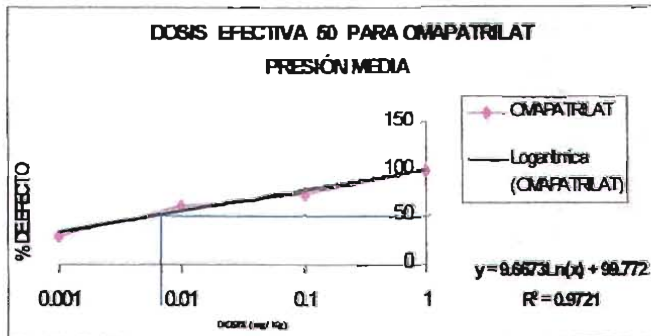 DOSIS EFECTIVA 50 PARA OMAPATRILAT
PRESIÓN MEDIA
% DE EFECTO
150
100
50
0
0.001
0.01
0.1
1
DOSIS (mg/Kg)
OMAPATRILAT
Logarítmica
(OMAPATRILAT)
y = 9.6673Ln(x) + 99.772
R² = 0.9721